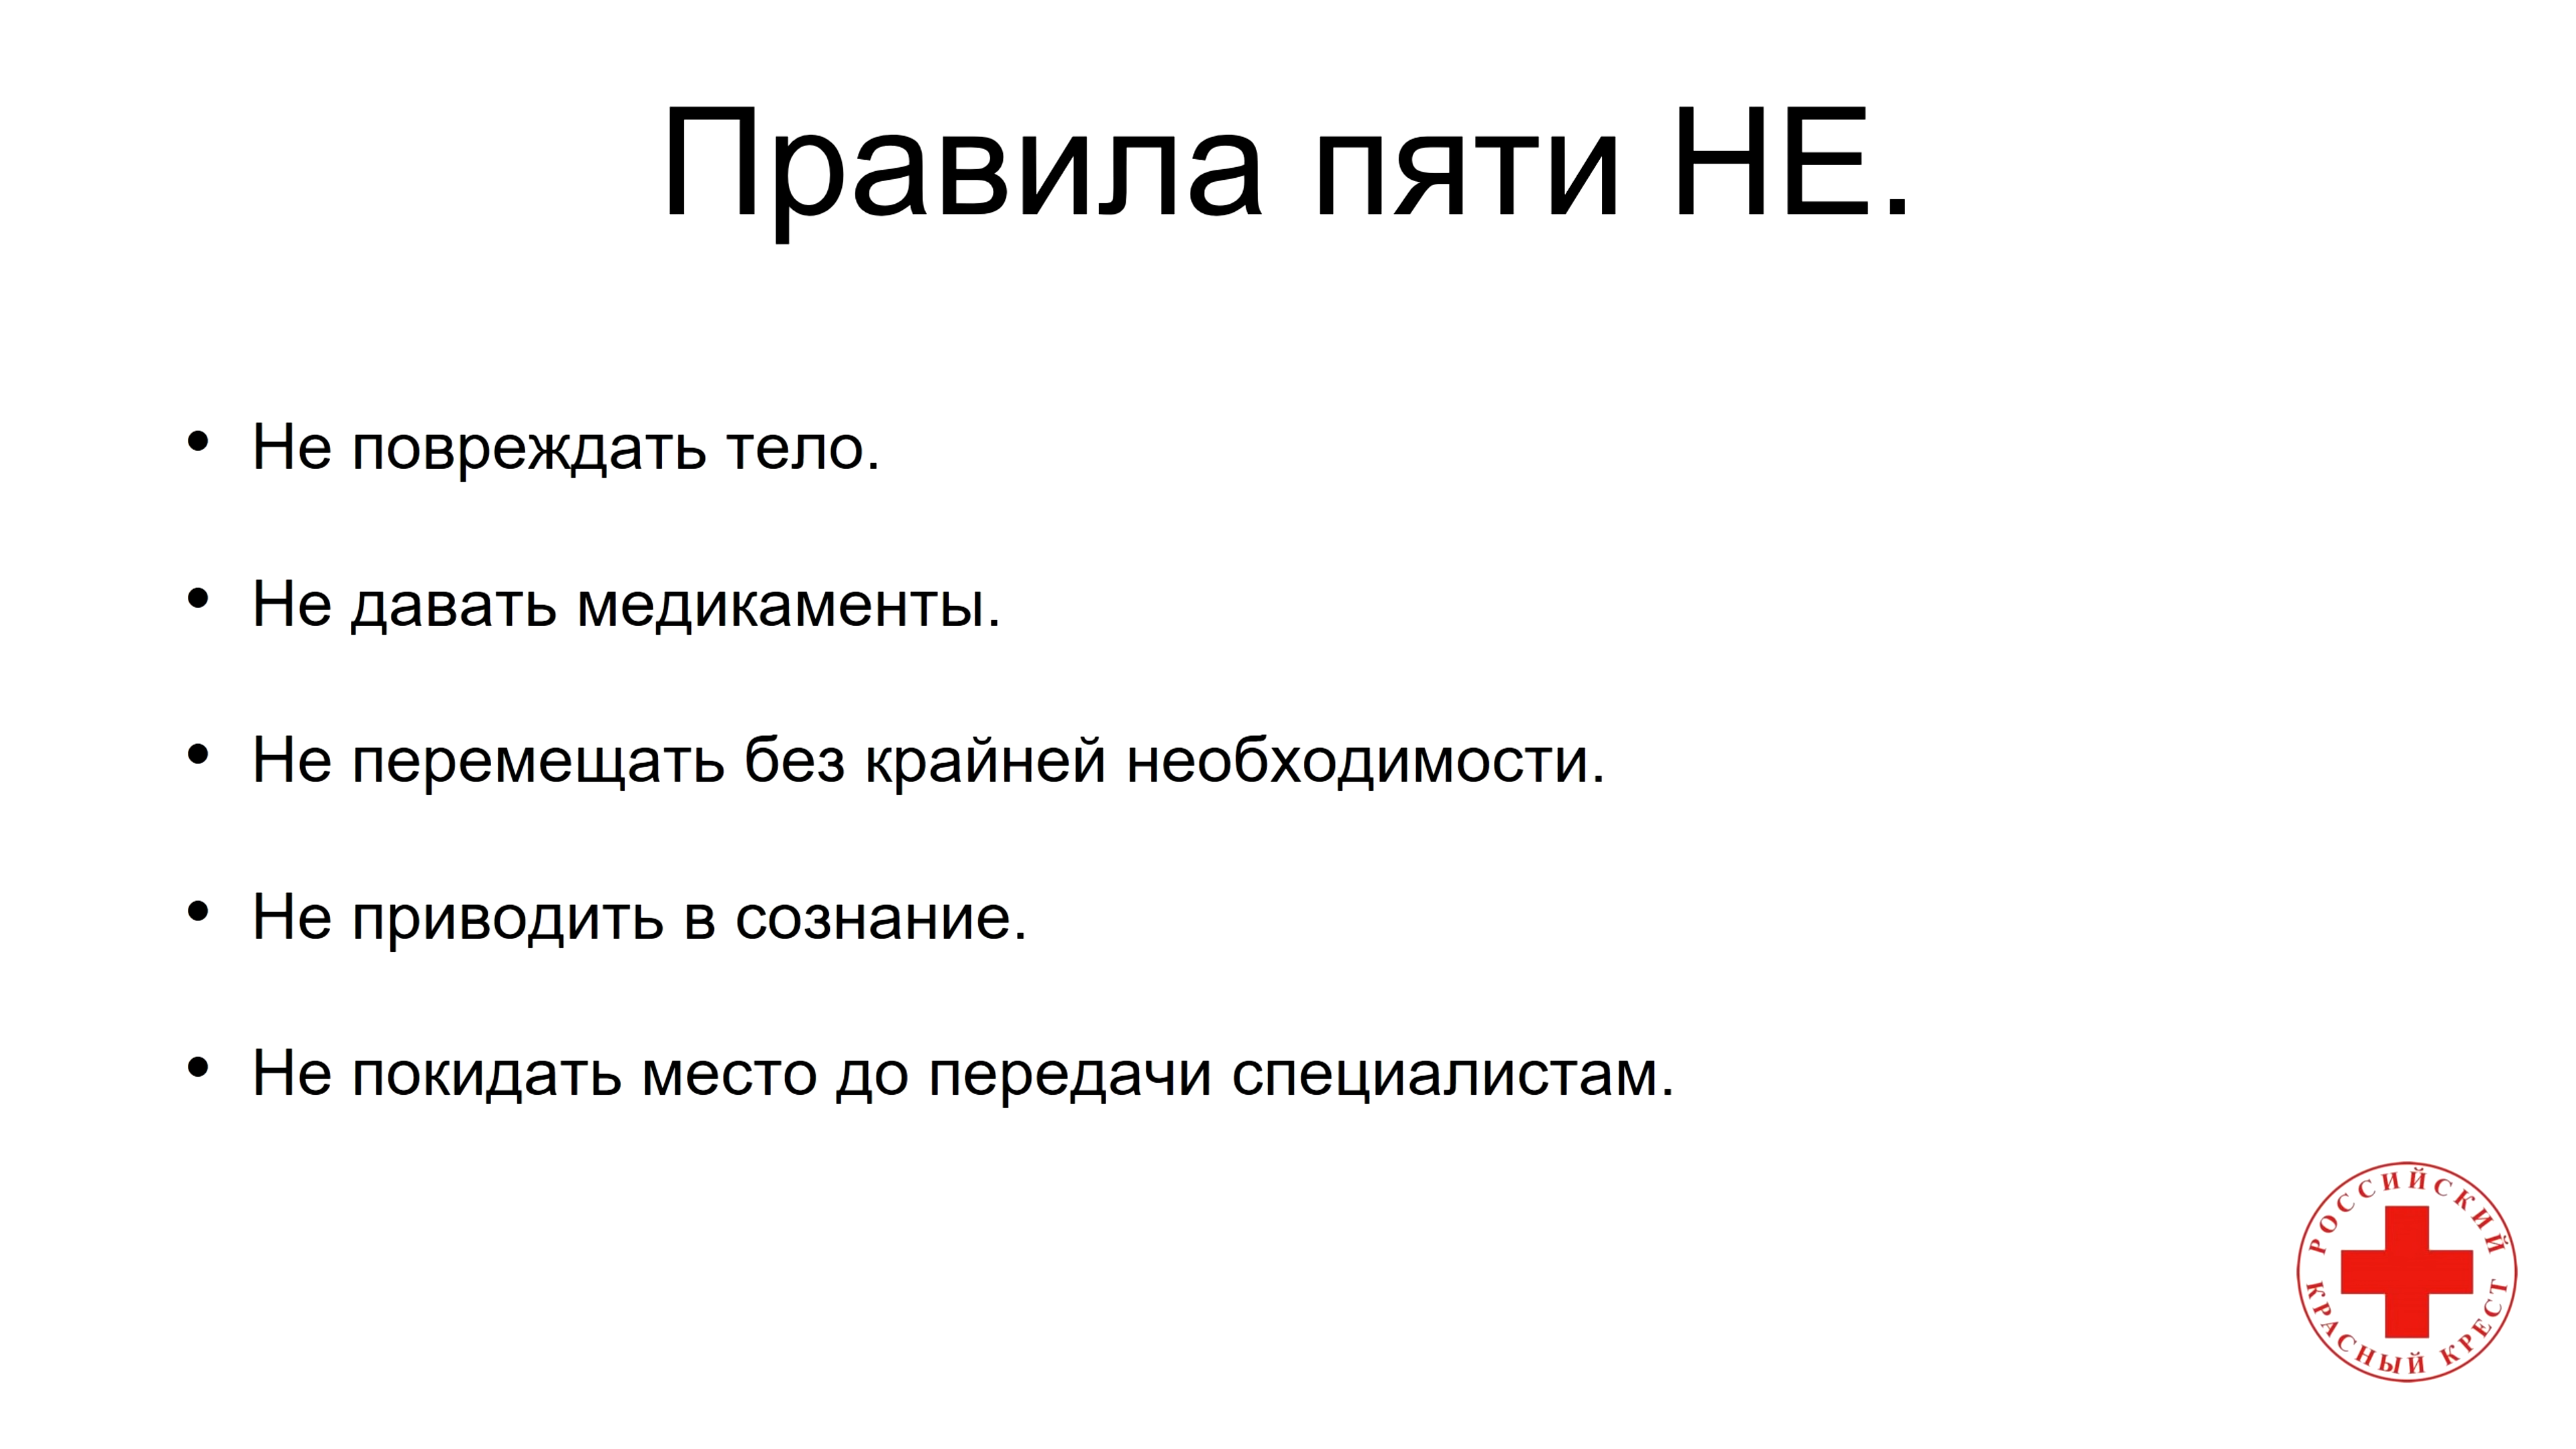 Правила пяти НЕ.
• Не повреждать тело.
• Не давать медикаменты.
• Не перемещать без крайней необходимости.
• Не приводить в сознание.
• Не покидать место до передачи специалистам.
РОССИЙСКИЙ
КРАСНЫЙ КРЕСТ